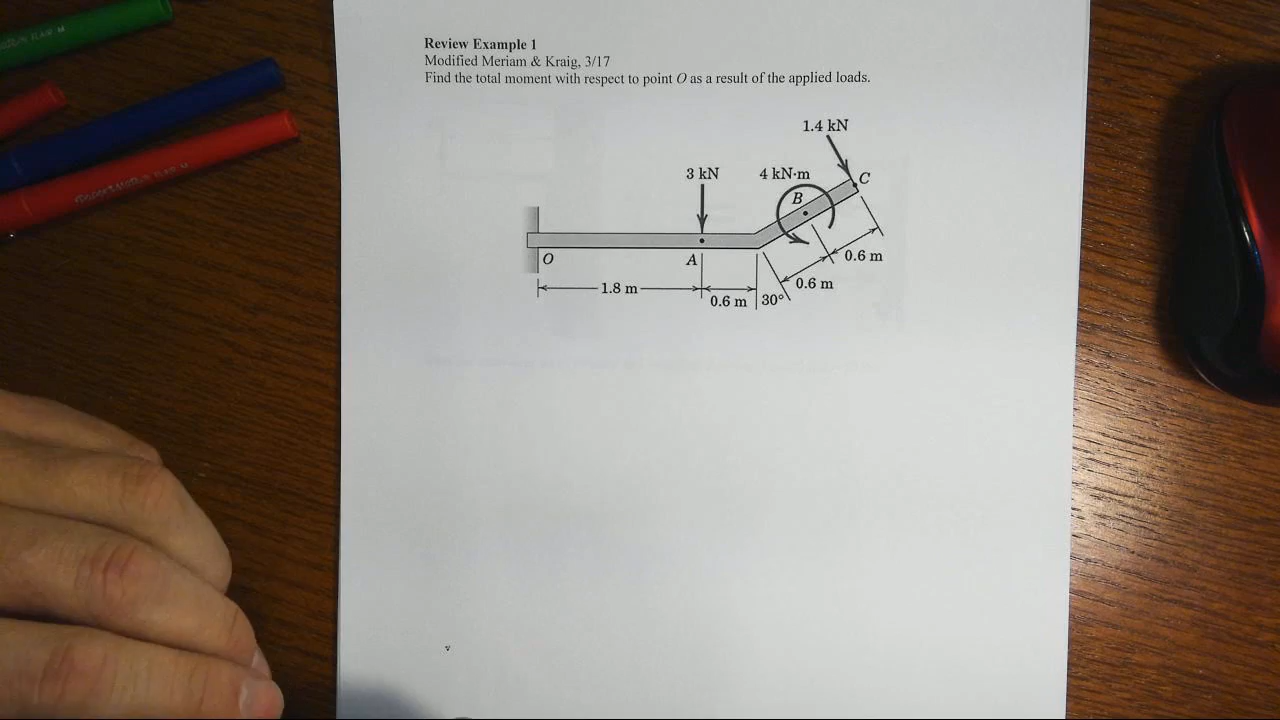 Review Example 1
Modified Meriam & Kraig, 3/17
Find the total moment with respect to point O as a result of the applied loads.
1.4 kN
3 kN
4 kN·m
C
B
O
A
0.6 m
0.6 m
1.8 m
0.6 m
30°